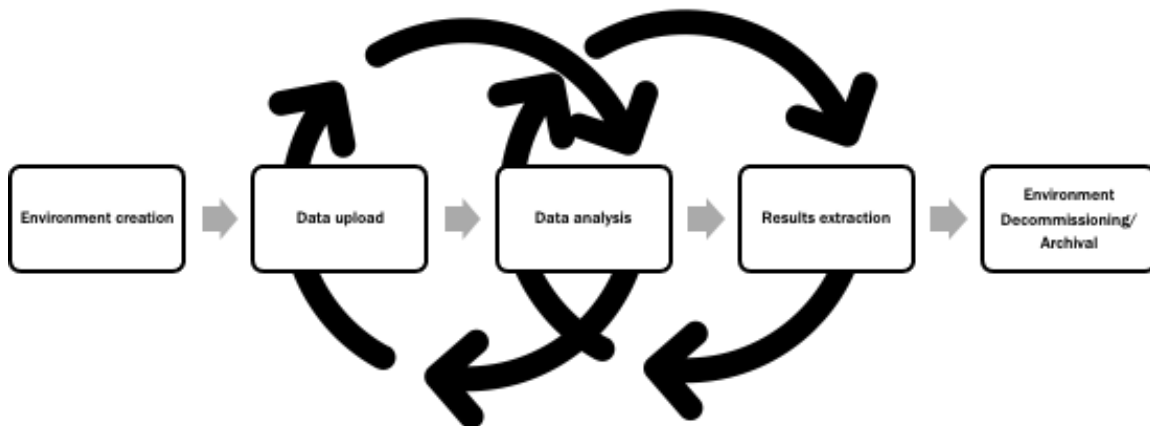 Environment creation
Data upload
Data analysis
Results extraction
Environment
Decommissioning/
Archival